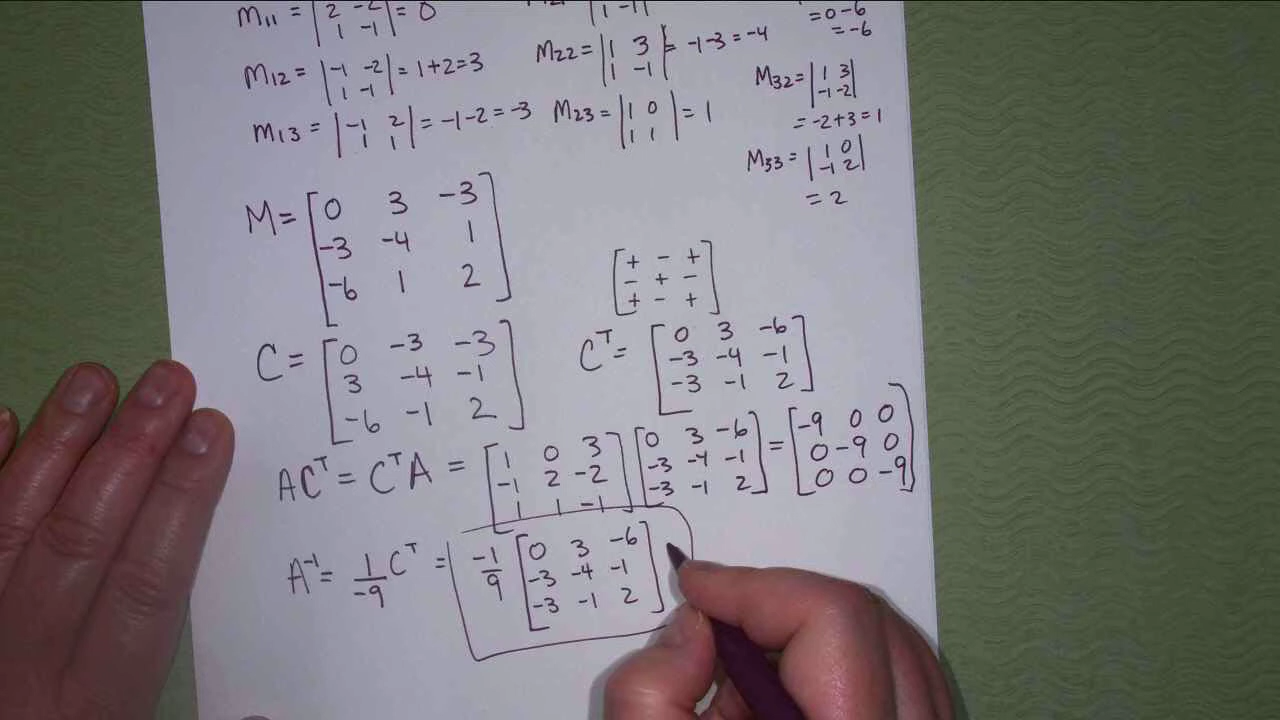 M11 = |2 -2| = 0
|1 -1|
M12 = |-1 -2| = 1+2=3
|1 -1|
M13 = |-1 2| = -1-2 = -3
|1 1|
|1 -1|
M22 = |1 3| = -1-3 = -4
|1 -1|
M23 = |1 0| = 1
|1 1|
=0-6
=-6
M32 = |1 3|
|-1 -2|
= -2+3 = 1
M33 = |1 0|
|-1 2|
= 2
M = [0 3 -3
-3 -4 1
-6 1 2]
[+ - +
- + -
+ - +]
C = [0 -3 -3
3 -4 -1
-6 -1 2]
C^T = [0 3 -6
-3 -4 -1
-3 -1 2]
AC^T = C^T A = [1 0 3] [0 3 -6] = [-9 0 0]
[-1 2 -2] [-3 -4 -1] [0 -9 0]
[1 1 -1] [-3 -1 2] [0 0 -9]
A^-1 = 1/-9 C^T = -1/9 [0 3 -6
-3 -4 -1
-3 -1 2]